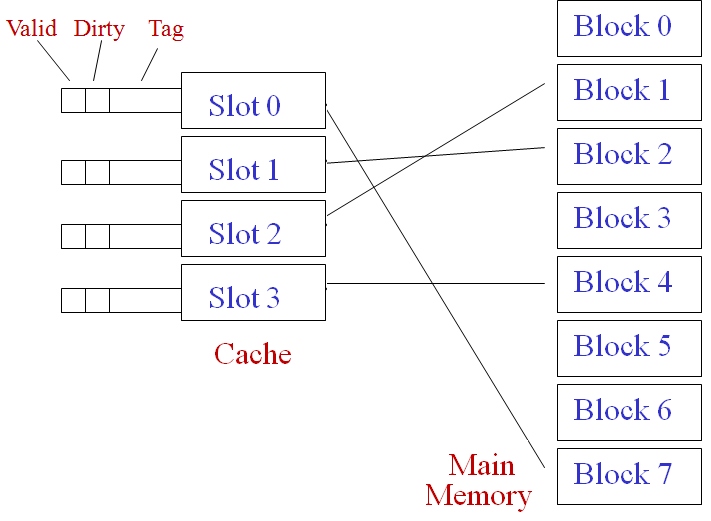 Valid Dirty Tag
Slot 0
Slot 1
Slot 2
Slot 3
Cache
Block 0
Block 1
Block 2
Block 3
Block 4
Block 5
Block 6
Block 7
Main
Memory